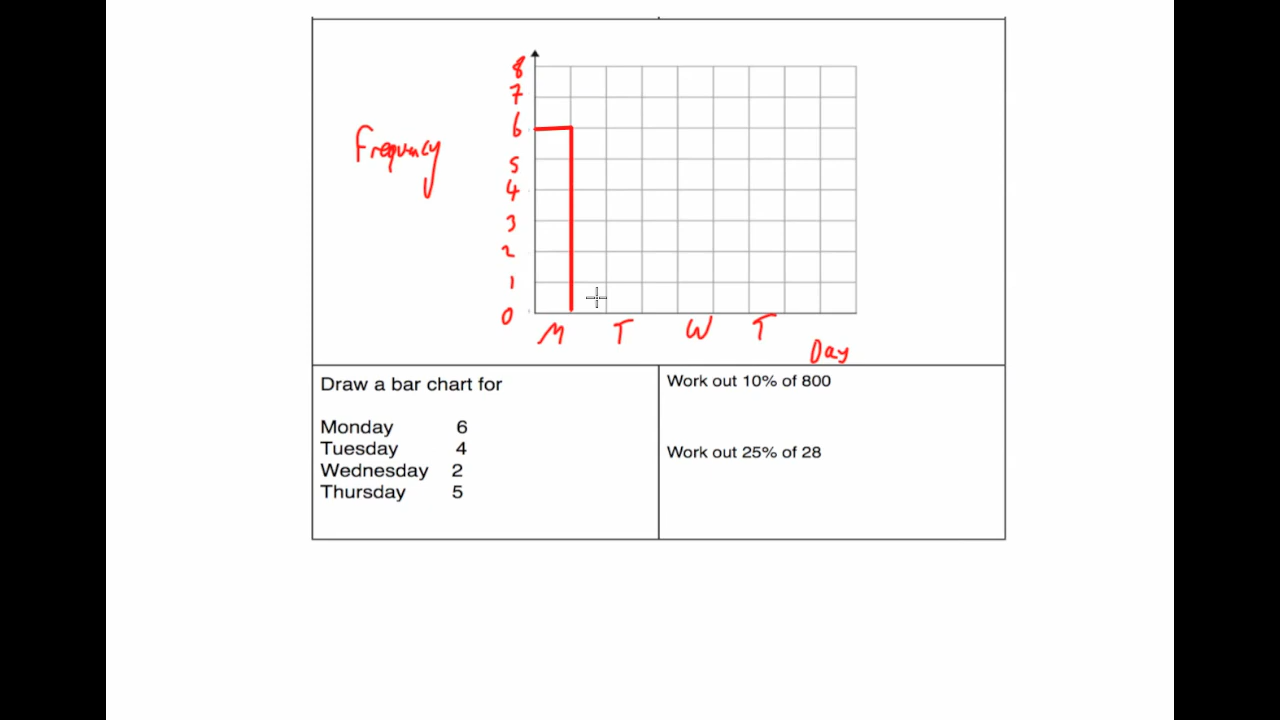 8
7
6
Frequency
5
4
3
2
1
0
M T W T
Day
Draw a bar chart for
Monday 6
Tuesday 4
Wednesday 2
Thursday 5
Work out 10% of 800
Work out 25% of 28